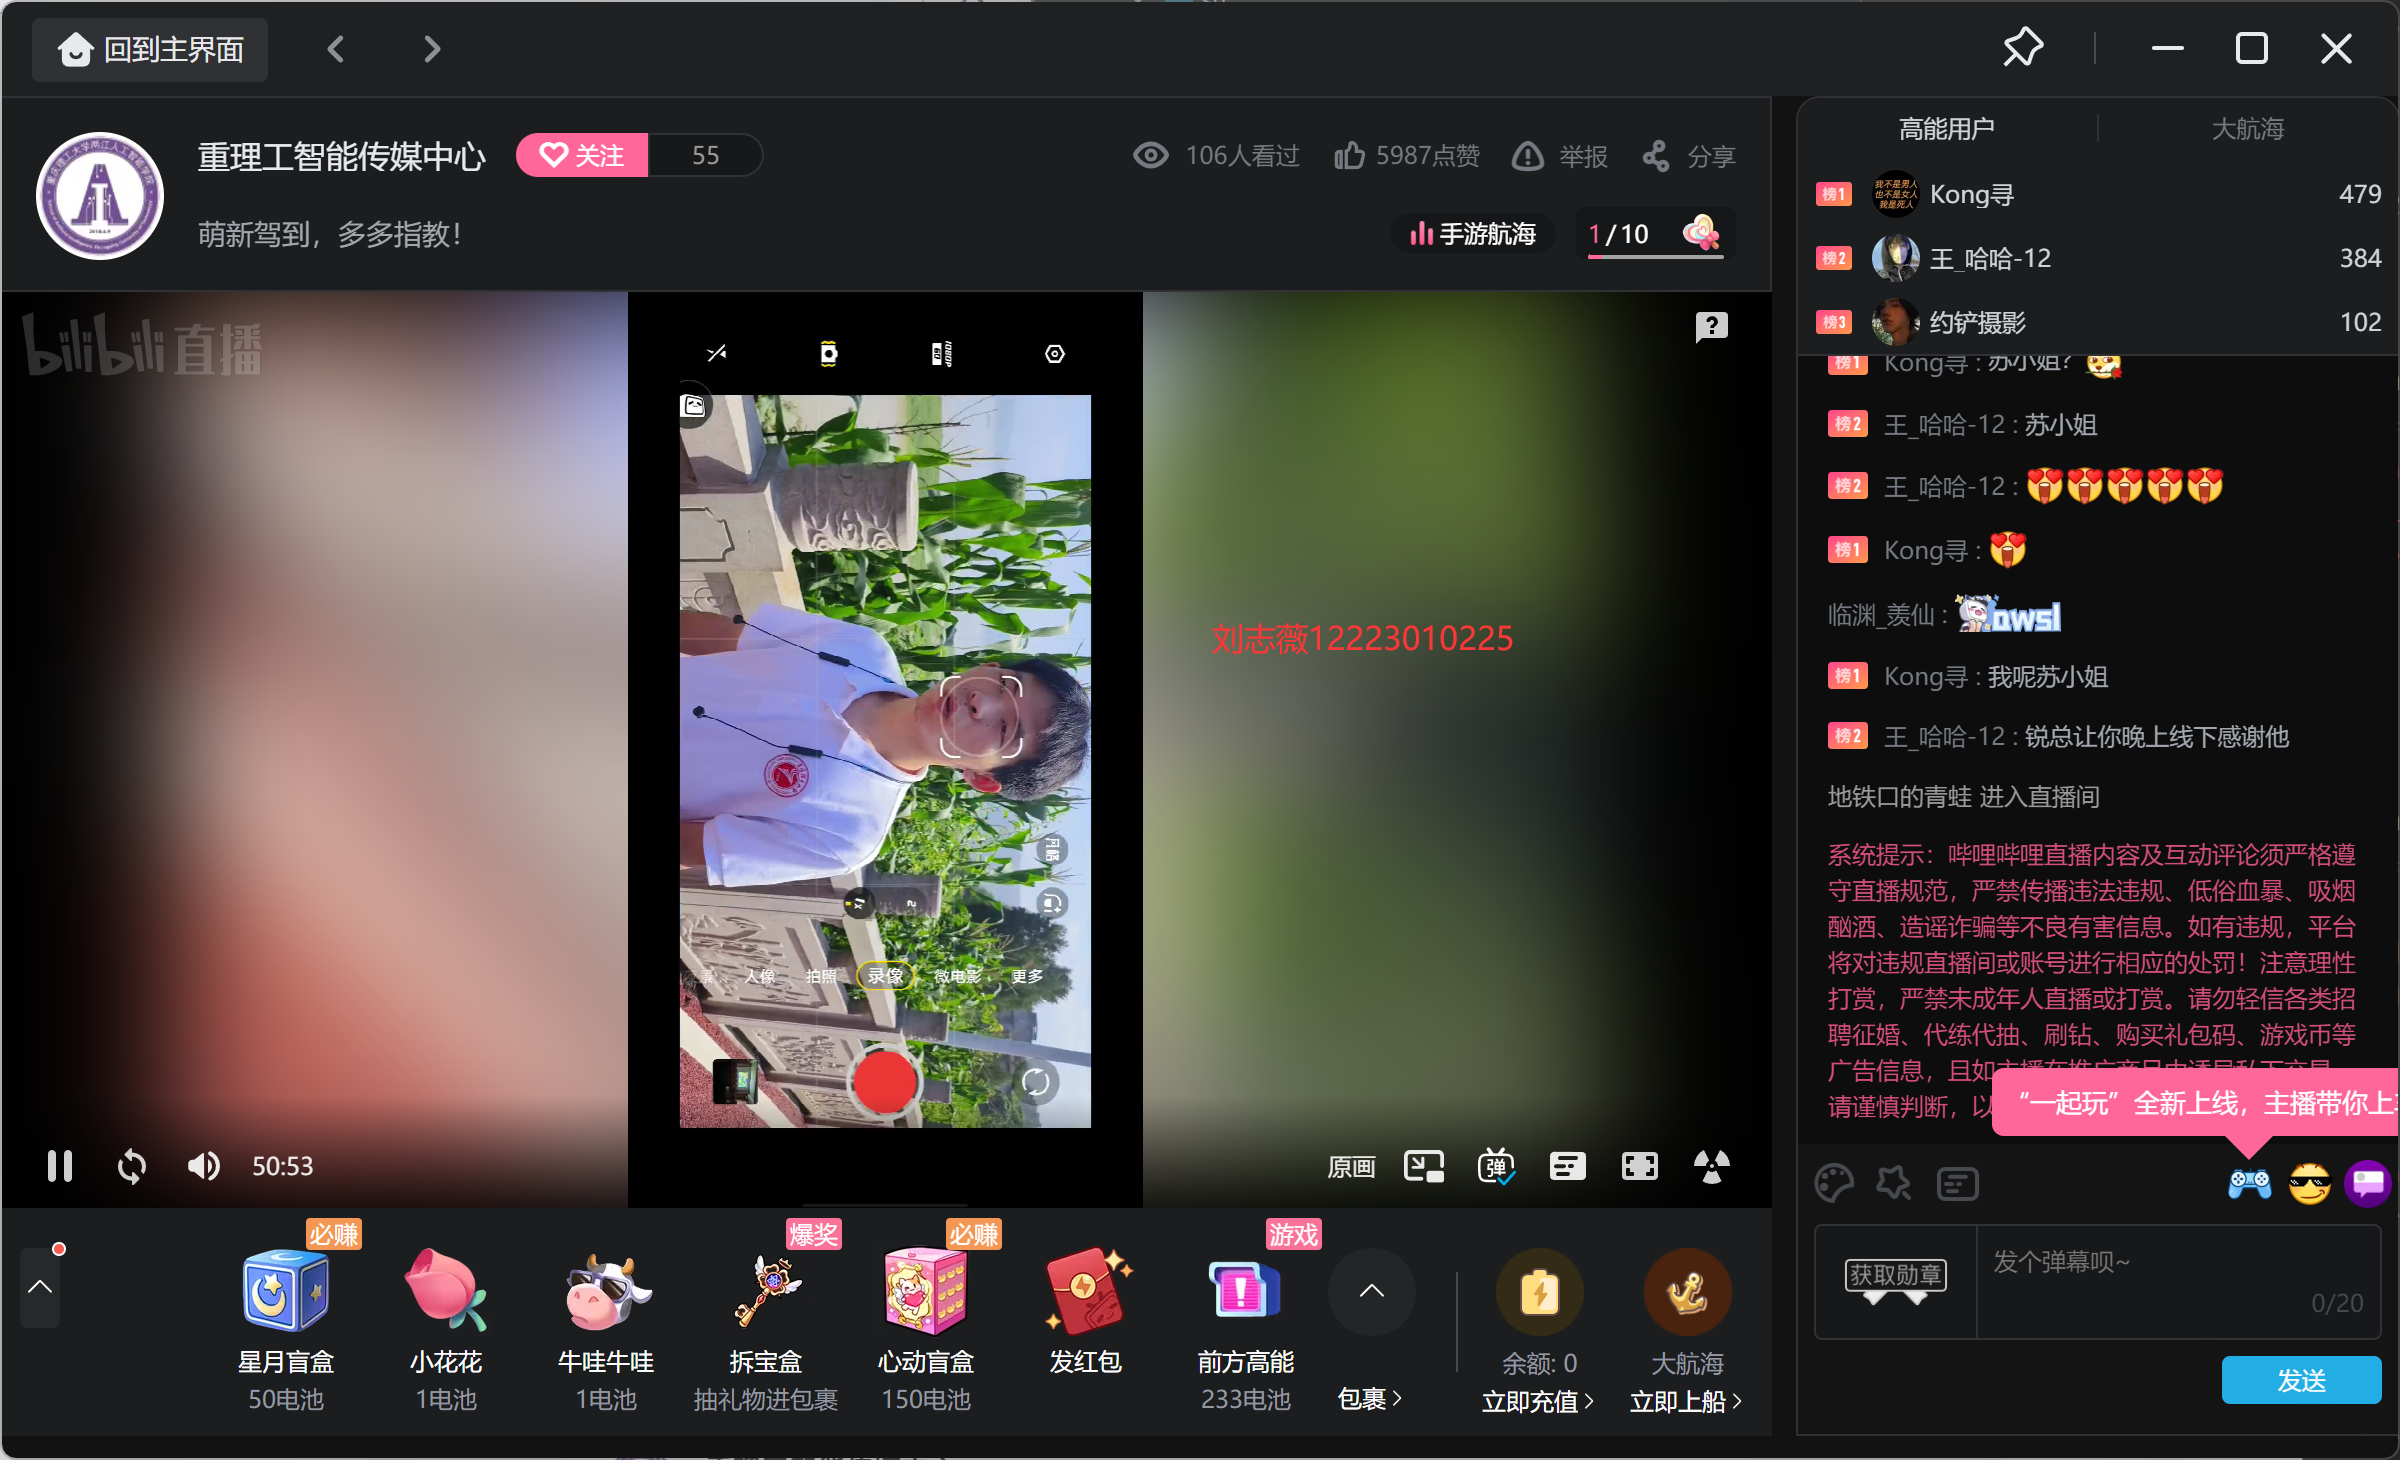 回到主界面
重理工智能传媒中心
关注 55
萌新驾到，多多指教！
106人看过
5987点赞
举报
分享
手游航海
1/10
bilibili直播
刘志薇12223010225
风格
1x
2
人像
拍照
录像
微电影
更多
50:53
原画
弹
必赚
星月盲盒
50电池
小花花
1电池
牛哇牛哇
1电池
爆奖
拆宝盒
抽礼物进包裹
必赚
心动盲盒
150电池
发红包
游戏
前方高能
233电池
包裹
余额: 0
立即充值
大航海
立即上船
高能用户
大航海
榜1 我不是男人 也不是女人 我是死人 Kong寻 479
榜2 王_哈哈-12 384
榜3 约铲摄影 102
榜1 Kong寻 : 苏小姐？
榜2 王_哈哈-12 : 苏小姐
榜2 王_哈哈-12 :
榜1 Kong寻 :
临渊_羡仙 : awsl
榜1 Kong寻 : 我呢苏小姐
榜2 王_哈哈-12 : 锐总让你晚上线下感谢他
地铁口的青蛙 进入直播间
系统提示：哔哩哔哩直播内容及互动评论须严格遵
守直播规范，严禁传播违法违规、低俗血暴、吸烟
酗酒、造谣诈骗等不良有害信息。如有违规，平台
将对违规直播间或账号进行相应的处罚！注意理性
打赏，严禁未成年人直播或打赏。请勿轻信各类招
聘征婚、代练代抽、刷钻、购买礼包码、游戏币等
广告信息，且如
请谨慎判断，以
“一起玩”全新上线，主播带你上
获取勋章
发个弹幕呗~
0/20
发送